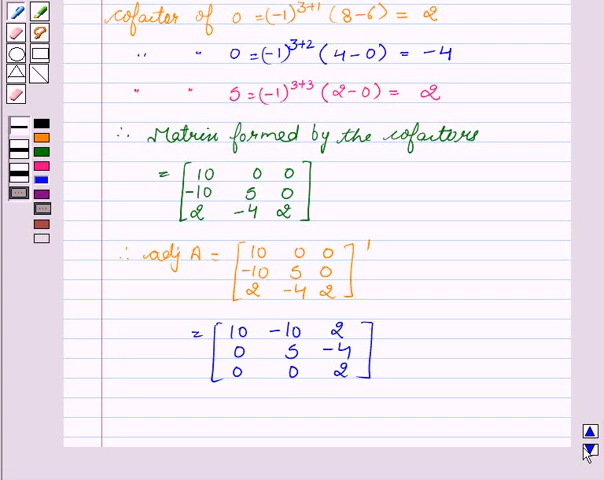 cofactor of 0 = (-1)^3+1 (8-6) = 2
" " 0 = (-1)^3+2 (4-0) = -4
" " 5 = (-1)^3+3 (2-0) = 2
∴ Matrix formed by the cofactors
= [ 10 0 0
-10 5 0
2 -4 2 ]
∴ adj A = [ 10 0 0
-10 5 0
2 -4 2 ]'
= [ 10 -10 2
0 5 -4
0 0 2 ]